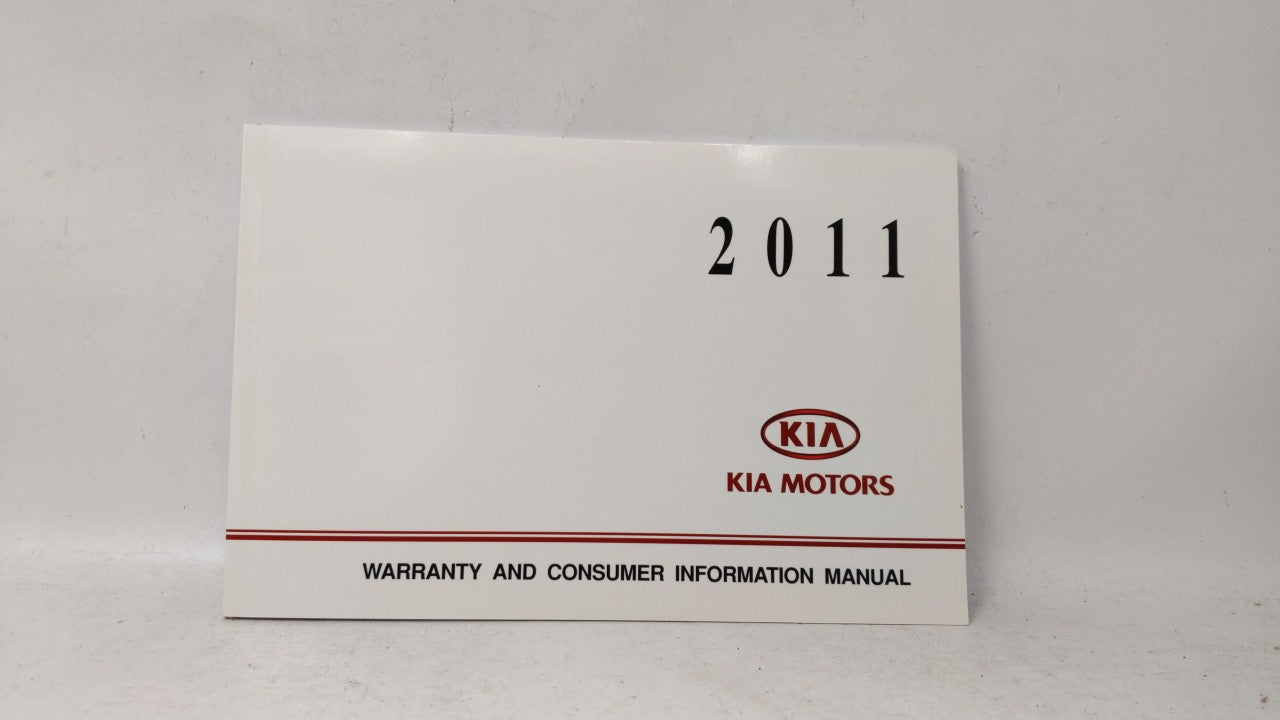 2011
KIA
KIA MOTORS
WARRANTY AND CONSUMER INFORMATION MANUAL